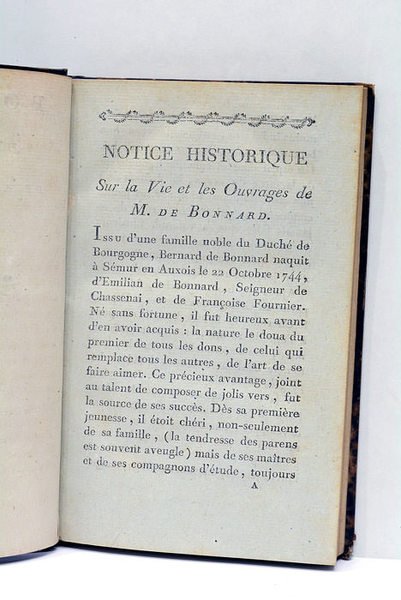 NOTICE HISTORIQUE
Sur la Vie et les Ouvrages de
M. DE BONNARD.
Issu d'une famille noble du Duché de
Bourgogne, Bernard de Bonnard naquit
à Sémur en Auxois le 22 Octobre 1744,
d'Emilian de Bonnard, Seigneur de
Chassenai, et de Françoise Fournier.
Né sans fortune, il fut heureux avant
d'en avoir acquis : la nature le doua du
premier de tous les dons, de celui qui
remplace tous les autres, de l'art de se
faire aimer. Ce précieux avantage, joint
au talent de composer de jolis vers, fut
la source de ses succès. Dès sa première
jeunesse, il étoit chéri, non-seulement
de sa famille, (la tendresse des parens
est souvent aveugle) mais de ses maîtres
et de ses compagnons d'étude, toujours
A